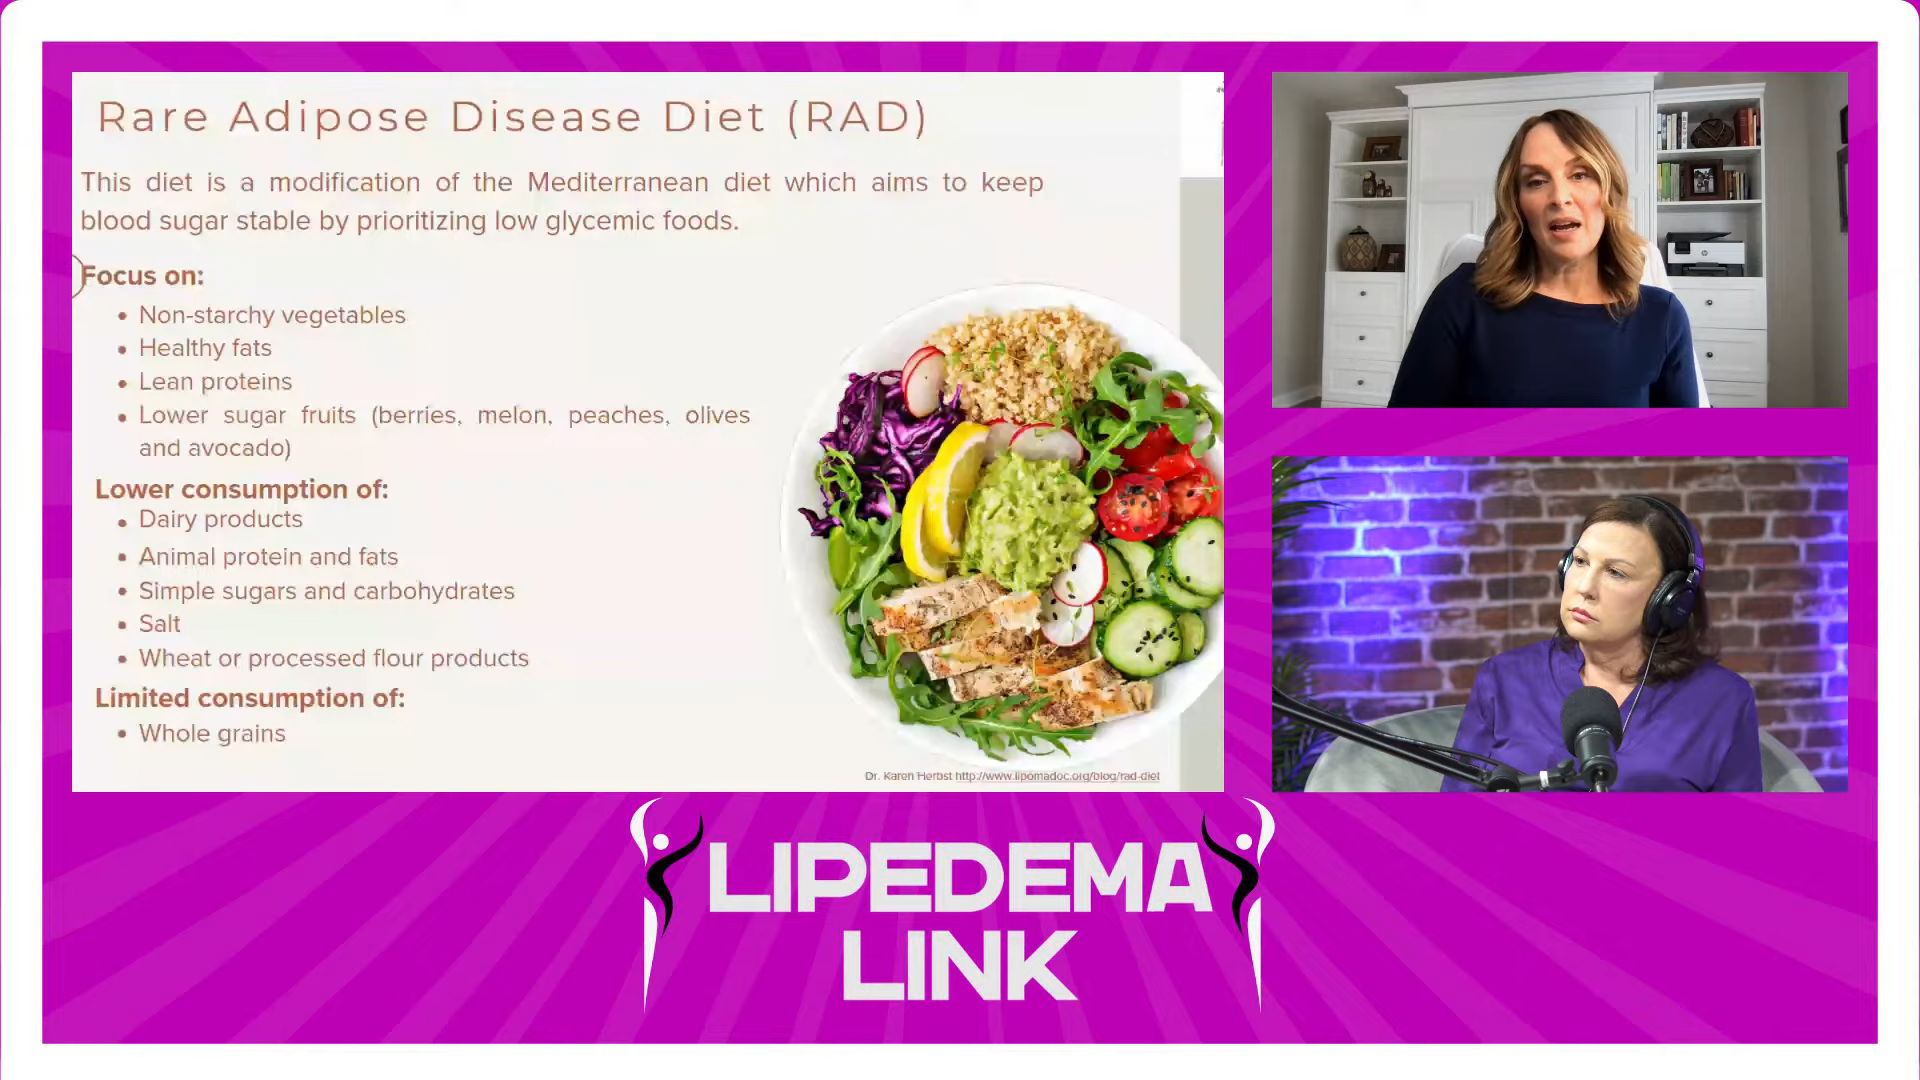 Rare Adipose Disease Diet (RAD)
This diet is a modification of the Mediterranean diet which aims to keep
blood sugar stable by prioritizing low glycemic foods.
Focus on:
• Non-starchy vegetables
• Healthy fats
• Lean proteins
• Lower sugar fruits (berries, melon, peaches, olives
and avocado)
Lower consumption of:
• Dairy products
• Animal protein and fats
• Simple sugars and carbohydrates
• Salt
• Wheat or processed flour products
Limited consumption of:
• Whole grains
Dr. Karen Herbst http://www.lipomadoc.org/blog/rad-diet
LIPEDEMA
LINK